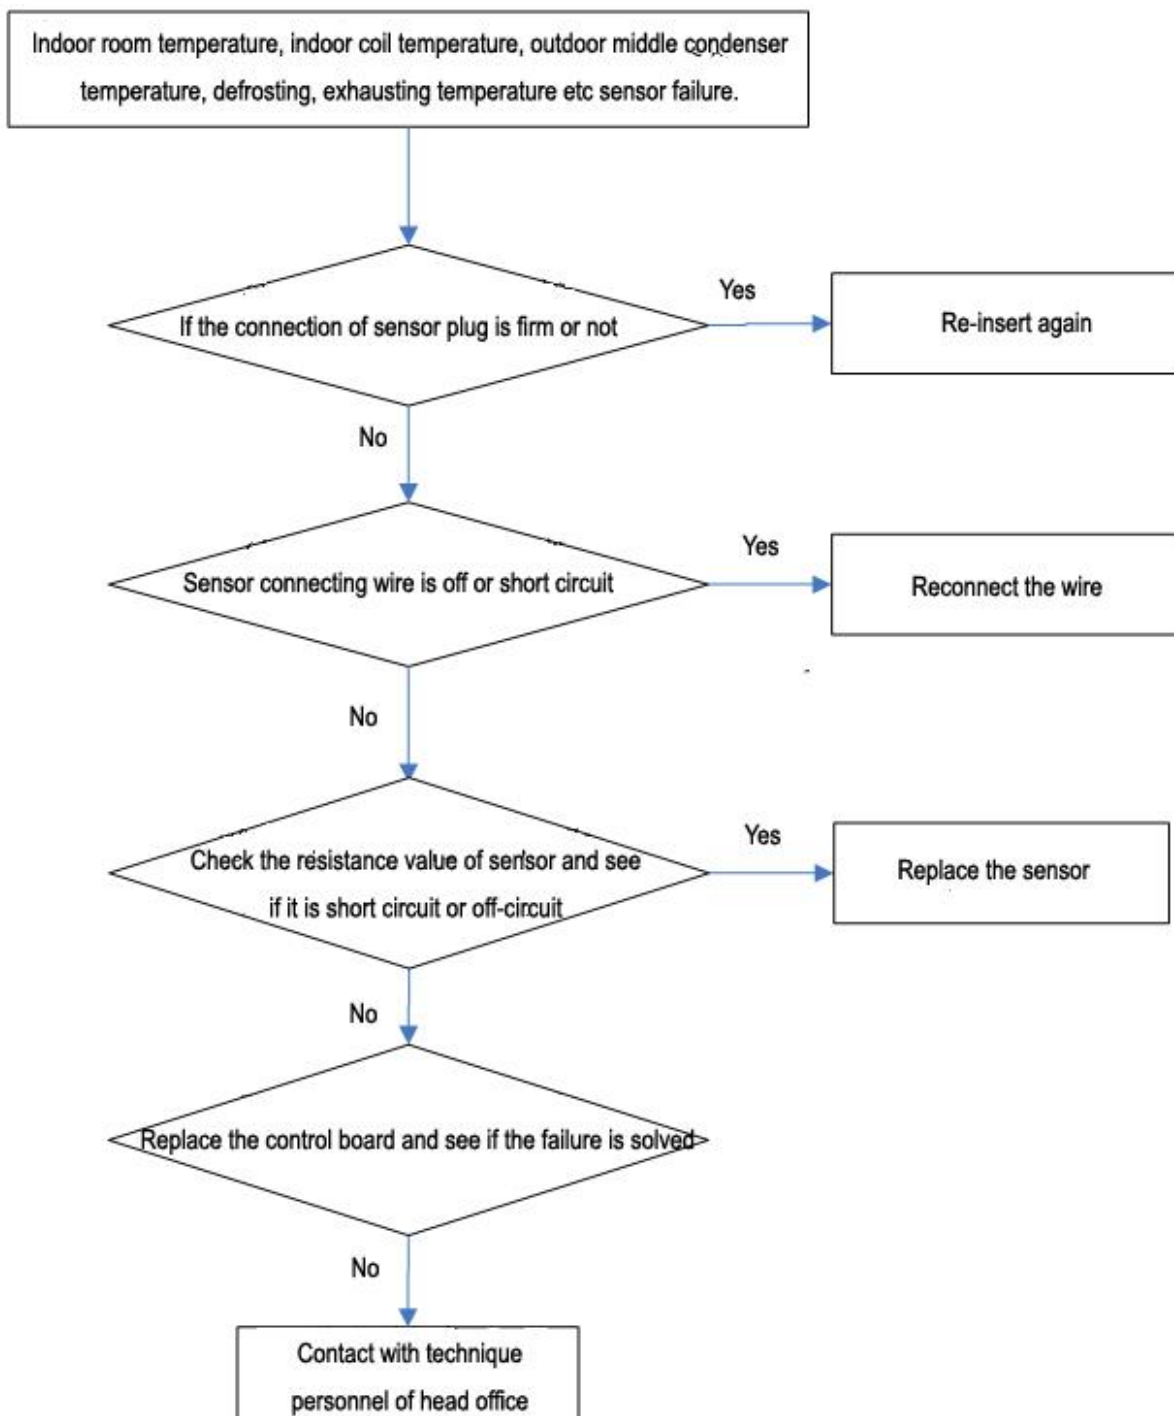 Indoor room temperature, indoor coil temperature, outdoor middle condenser
temperature, defrosting, exhausting temperature etc sensor failure.
If the connection of sensor plug is firm or not
Yes
Re-insert again
No
Sensor connecting wire is off or short circuit
Yes
Reconnect the wire
No
Check the resistance value of sensor and see
if it is short circuit or off-circuit
Yes
Replace the sensor
No
Replace the control board and see if the failure is solved
No
Contact with technique
personnel of head office